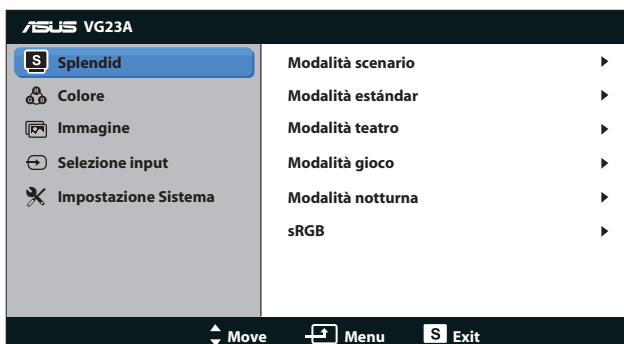 ASUS VG23A
S Splendid
Colore
Immagine
Selezione input
Impostazione Sistema
Modalità scenario
Modalità estándar
Modalità teatro
Modalità gioco
Modalità notturna
sRGB
Move Menu S Exit